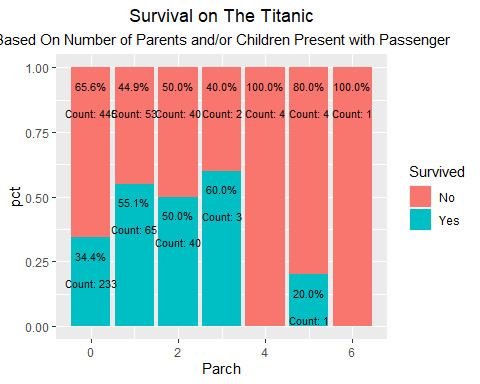 Survival on The Titanic
Based On Number of Parents and/or Children Present with Passenger
1.00
0.75
0.50
0.25
0.00
pct
65.6% 44.9% 50.0% 40.0% 100.0% 80.0% 100.0%
Count: 445 Count: 53 Count: 40 Count: 2 Count: 4 Count: 4 Count: 1
34.4% 55.1% 50.0% 60.0% 20.0%
Count: 233 Count: 65 Count: 40 Count: 3 Count: 1
0 2 4 6
Parch
Survived
No
Yes